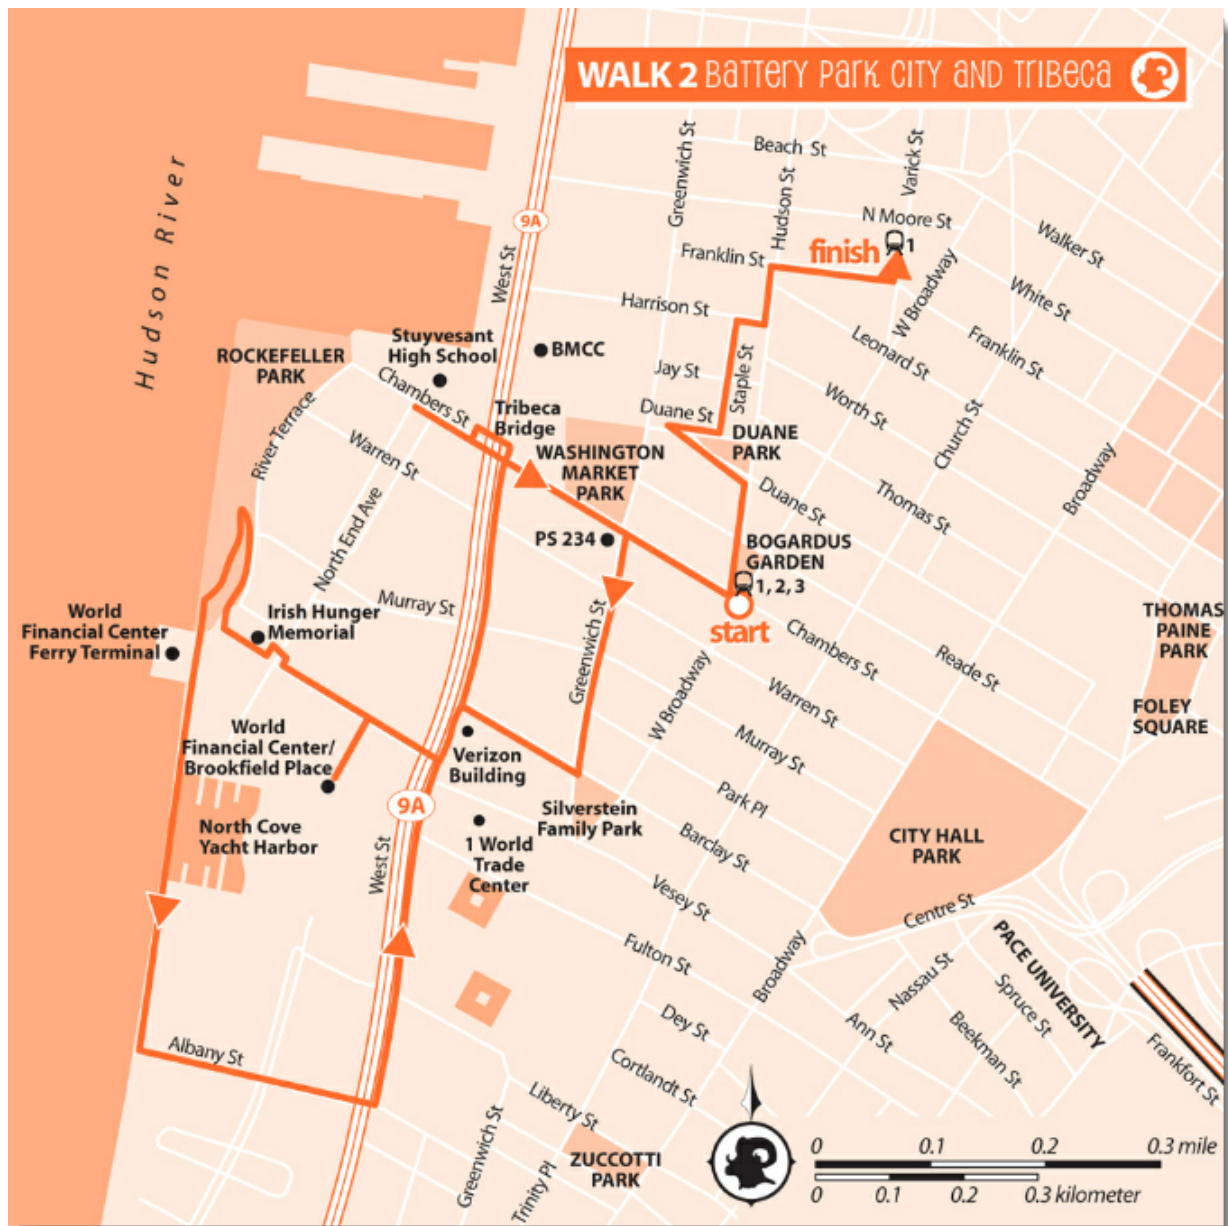 WALK 2 BATTERY PARK CITY AND TRIBECA
Hudson River
9A
West St
Greenwich St
Beach St
Hudson St
Varick St
N Moore St
1
finish
Franklin St
W Broadway
Walker St
White St
Franklin St
Harrison St
Leonard St
Stuyvesant
High School
BMCC
ROCKEFELLER
PARK
Chambers St
Jay St
Staple St
Worth St
Church St
Duane St
Tribeca
Bridge
River Terrace
Warren St
WASHINGTON
MARKET
PARK
DUANE
PARK
Broadway
Duane St
Thomas St
North End Ave
PS 234
BOGARDUS
GARDEN
1, 2, 3
start
Murray St
Irish Hunger
Memorial
World
Financial Center
Ferry Terminal
Greenwich St
W Broadway
Chambers St
Reade St
THOMAS
PAINE
PARK
Warren St
FOLEY
SQUARE
World
Financial Center/
Brookfield Place
Verizon
Building
Murray St
Park Pl
9A
North Cove
Yacht Harbor
West St
1 World
Trade
Center
Silverstein
Family Park
Barclay St
CITY HALL
PARK
Vesey St
Centre St
Fulton St
Broadway
Nassau St
PACE UNIVERSITY
Spruce St
Dey St
Ann St
Beekman St
Frankfort St
Albany St
Cortlandt St
Liberty St
Greenwich St
Trinity Pl
ZUCCOTTI
PARK
0 0.1 0.2 0.3 mile
0 0.1 0.2 0.3 kilometer